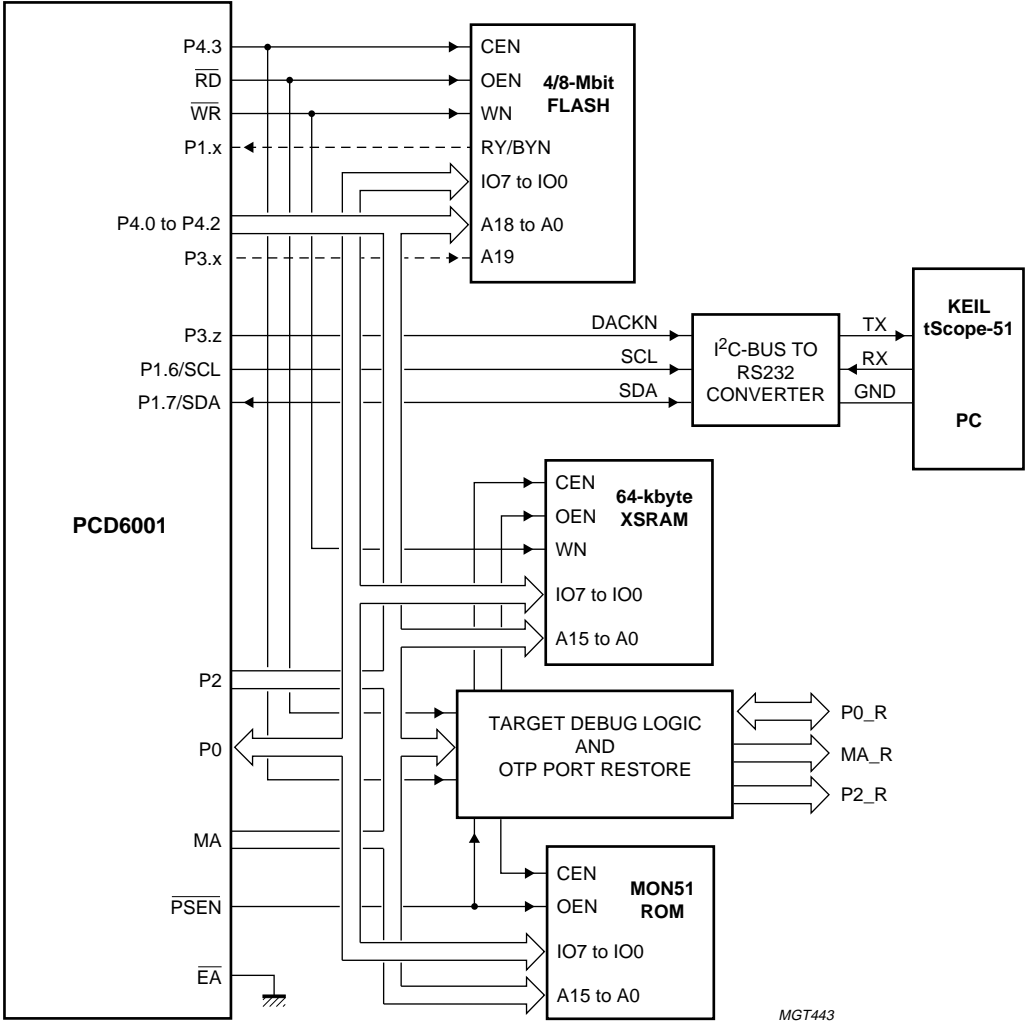 P4.3
RD
WR
P1.x
P4.0 to P4.2
P3.x
P3.z
P1.6/SCL
P1.7/SDA
PCD6001
P2
P0
MA
PSEN
EA
CEN
OEN
WN
RY/BYN
IO7 to IO0
A18 to A0
A19
4/8-Mbit
FLASH
DACKN
SCL
SDA
I2C-BUS TO
RS232
CONVERTER
TX
RX
GND
KEIL
tScope-51
PC
CEN
OEN
WN
IO7 to IO0
A15 to A0
64-kbyte
XSRAM
TARGET DEBUG LOGIC
AND
OTP PORT RESTORE
P0_R
MA_R
P2_R
CEN
OEN
IO7 to IO0
A15 to A0
MON51
ROM
MGT443